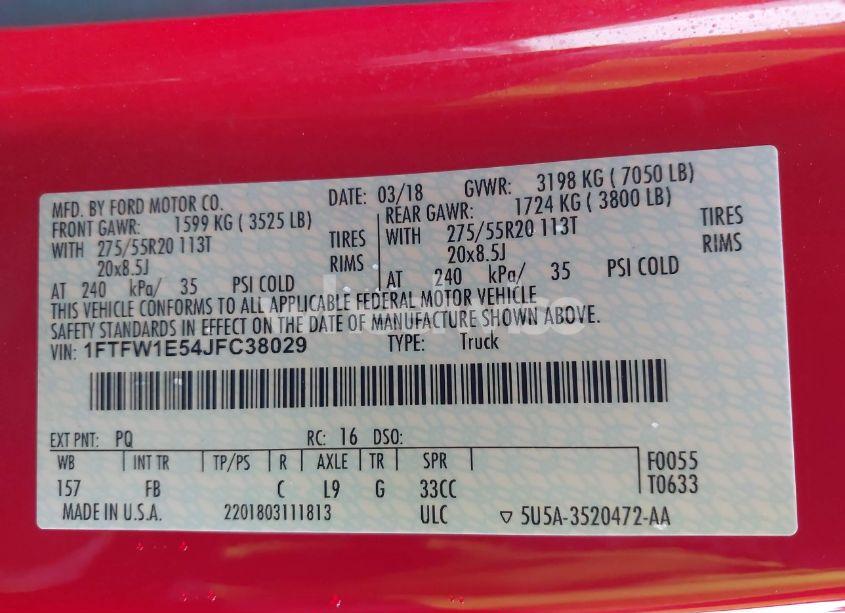 MFD. BY FORD MOTOR CO. DATE: 03/18 GVWR: 3198 KG ( 7050 LB)
FRONT GAWR: 1599 KG ( 3525 LB) REAR GAWR: 1724 KG ( 3800 LB)
WITH 275/55R20 113T TIRES WITH 275/55R20 113T TIRES
20x8.5J RIMS 20x8.5J RIMS
AT 240 kPa/ 35 PSI COLD AT 240 kPa/ 35 PSI COLD
THIS VEHICLE CONFORMS TO ALL APPLICABLE FEDERAL MOTOR VEHICLE
SAFETY STANDARDS IN EFFECT ON THE DATE OF MANUFACTURE SHOWN ABOVE.
VIN: 1FTFW1E54JFC38029 TYPE: Truck
EXT PNT: PQ RC: 16 DSO:
WB INT TR TP/PS R AXLE TR SPR F0055
157 FB C L9 G 33CC T0633
MADE IN U.S.A. 2201803111813 ULC ▽ 5U5A-3520472-AA